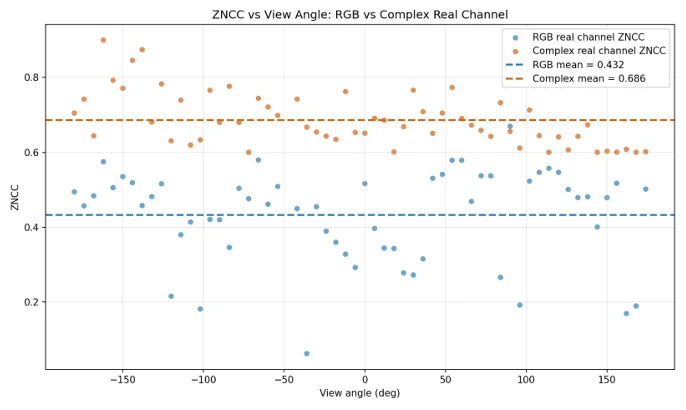 ZNCC vs View Angle: RGB vs Complex Real Channel
RGB real channel ZNCC
Complex real channel ZNCC
RGB mean = 0.432
Complex mean = 0.686
ZNCC
0.8
0.6
0.4
0.2
−150 −100 −50 0 50 100 150
View angle (deg)